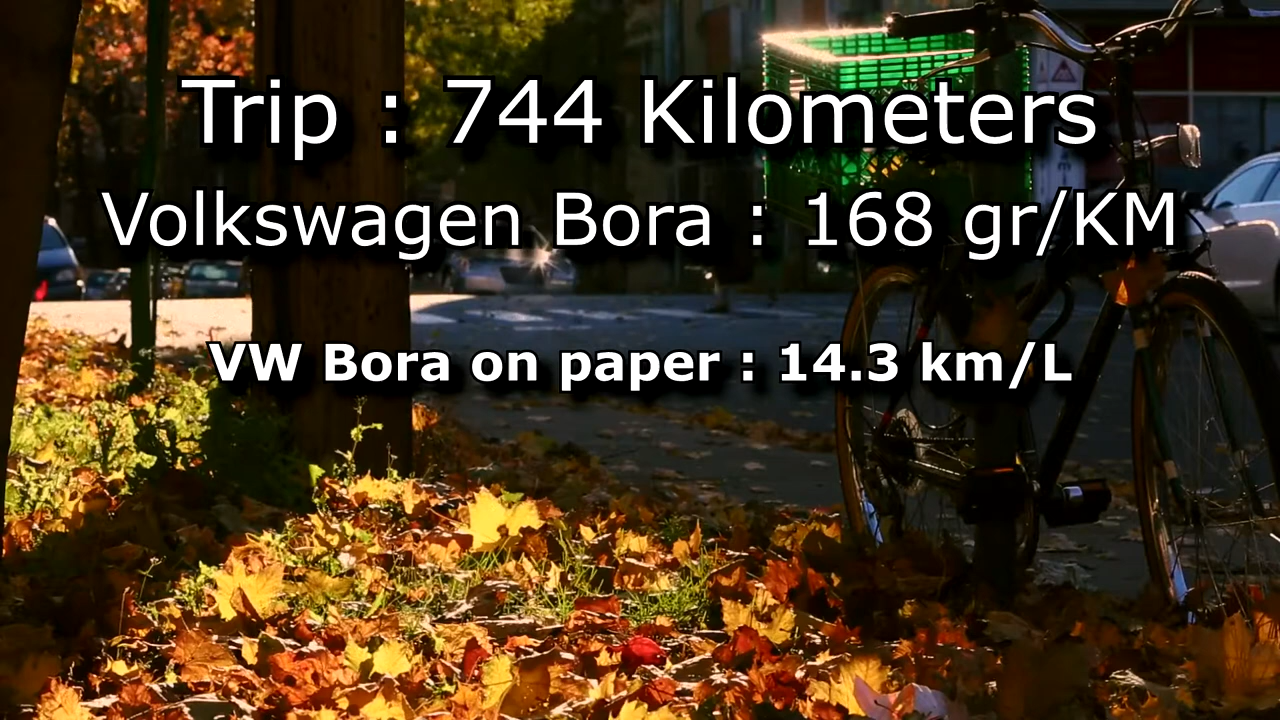 Trip : 744 Kilometers
Volkswagen Bora : 168 gr/KM
VW Bora on paper : 14.3 km/L